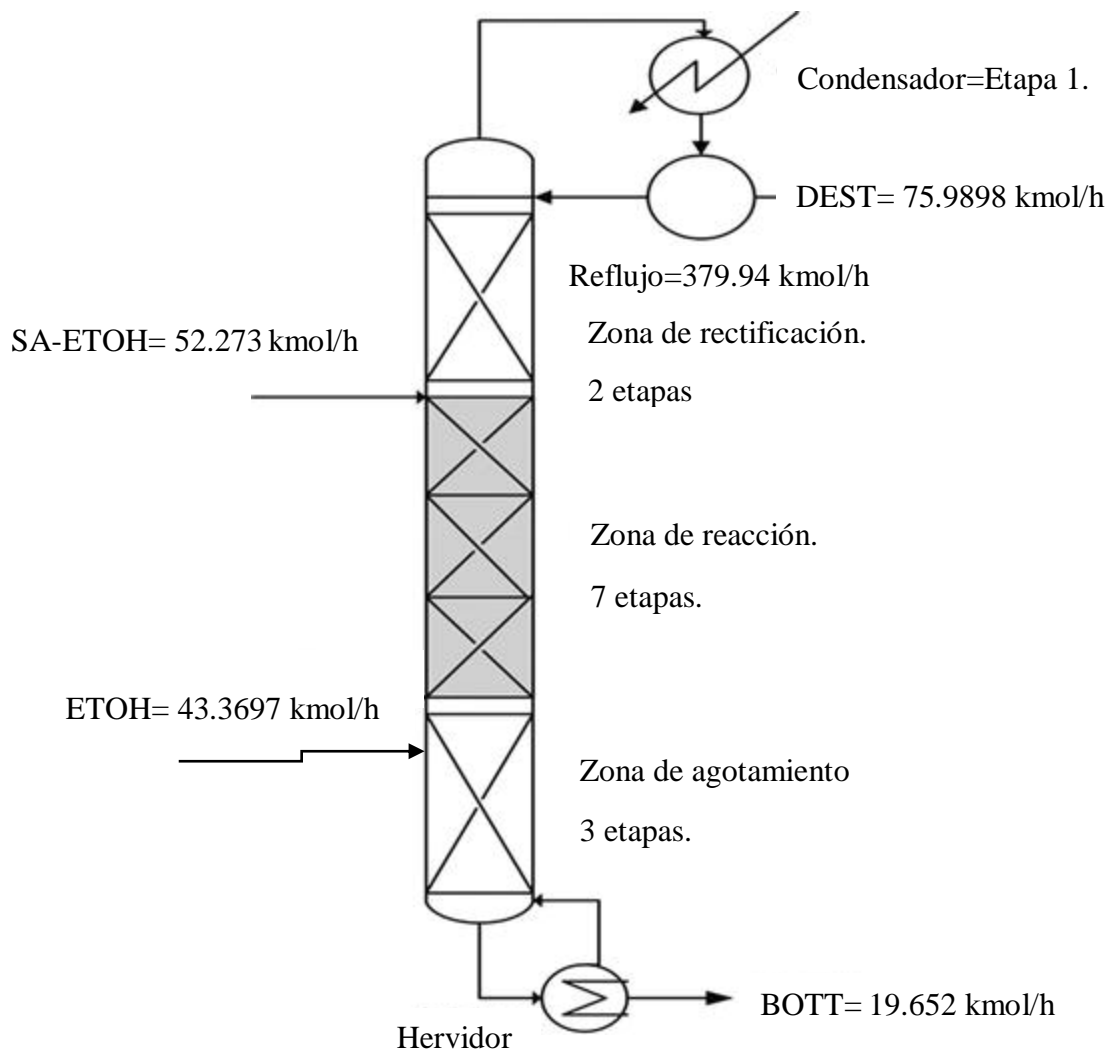 Condensador=Etapa 1.
DEST= 75.9898 kmol/h
Reflujo=379.94 kmol/h
SA-ETOH= 52.273 kmol/h
Zona de rectificación.
2 etapas
Zona de reacción.
7 etapas.
ETOH= 43.3697 kmol/h
Zona de agotamiento
3 etapas.
BOTT= 19.652 kmol/h
Hervidor